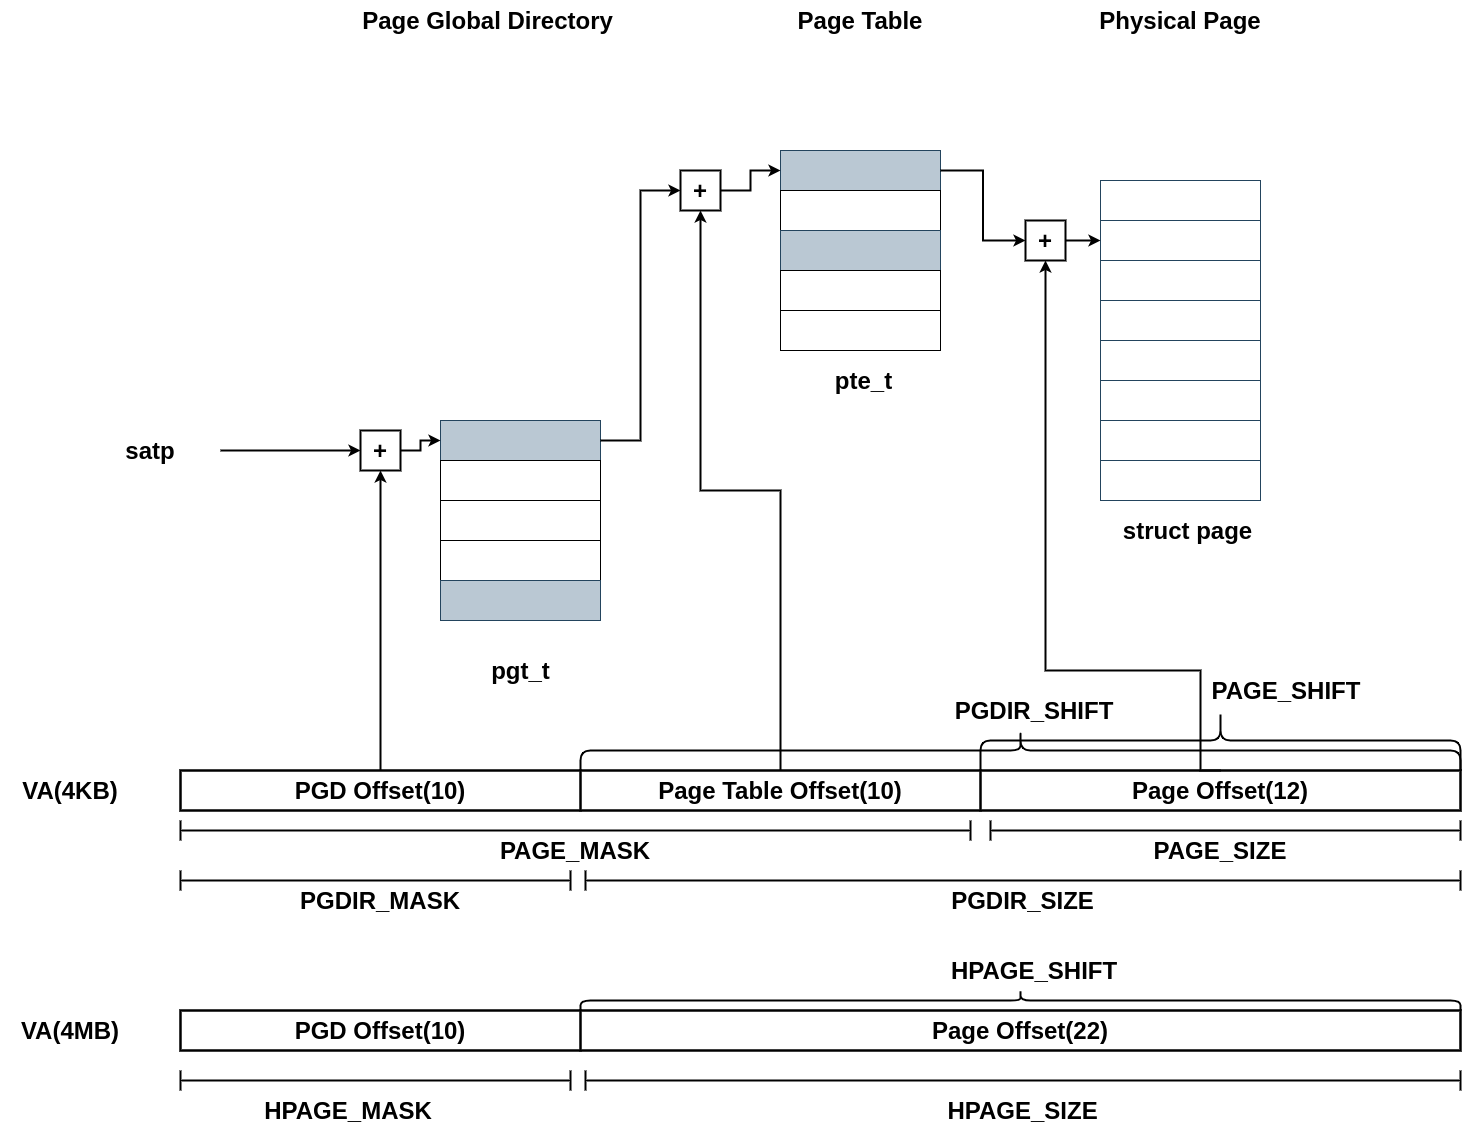 Page Global Directory
Page Table
Physical Page
+
pte_t
+
satp
+
pgt_t
struct page
PGDIR_SHIFT
PAGE_SHIFT
VA(4KB)
PGD Offset(10)
Page Table Offset(10)
Page Offset(12)
PAGE_MASK
PAGE_SIZE
PGDIR_MASK
PGDIR_SIZE
HPAGE_SHIFT
VA(4MB)
PGD Offset(10)
Page Offset(22)
HPAGE_MASK
HPAGE_SIZE